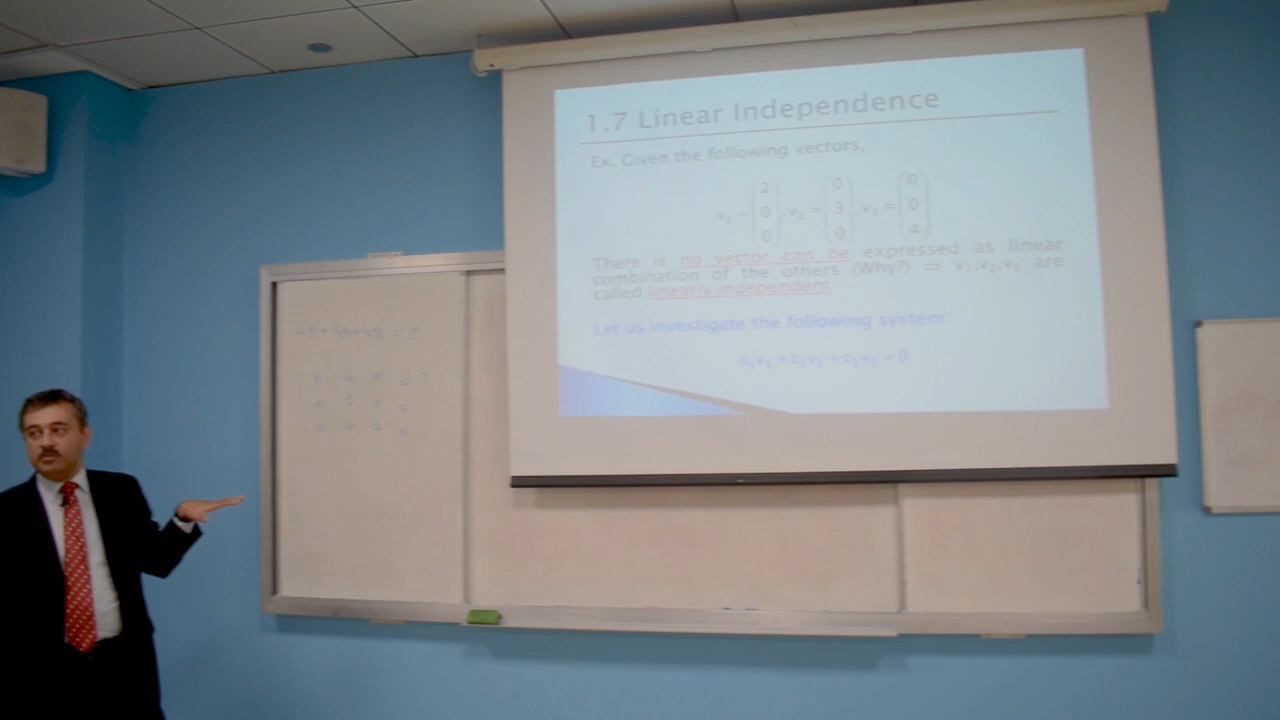 1.7 Linear Independence
Ex. Given the following vectors,
v₁ = (2 0 0), v₂ = (0 3 0), v₃ = (0 0 4)
There is no vector can be expressed as linear
combination of the others (Why?) ⇒ v₁,v₂,v₃ are
called linearly independent
Let us investigate the following system
c₁v₁ + c₂v₂ + c₃v₃ = 0